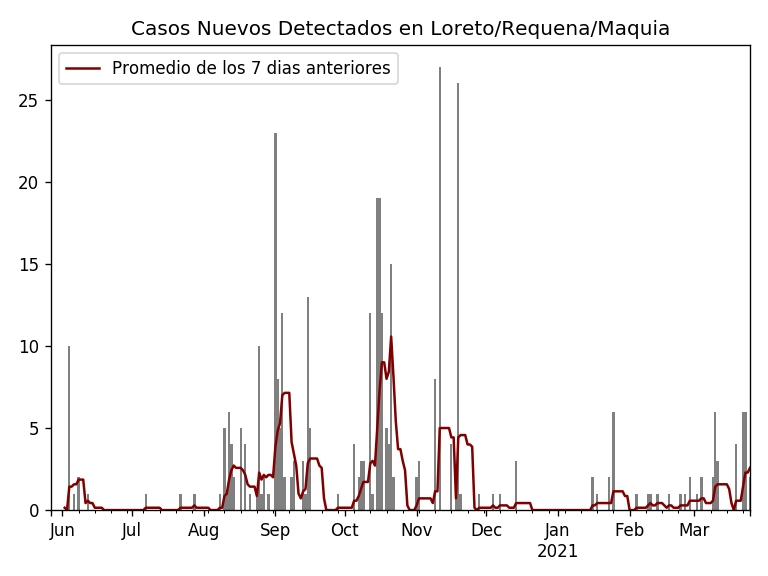 Casos Nuevos Detectados en Loreto/Requena/Maquia
Promedio de los 7 dias anteriores
25
20
15
10
5
0
Jun Jul Aug Sep Oct Nov Dec Jan Feb Mar
2021